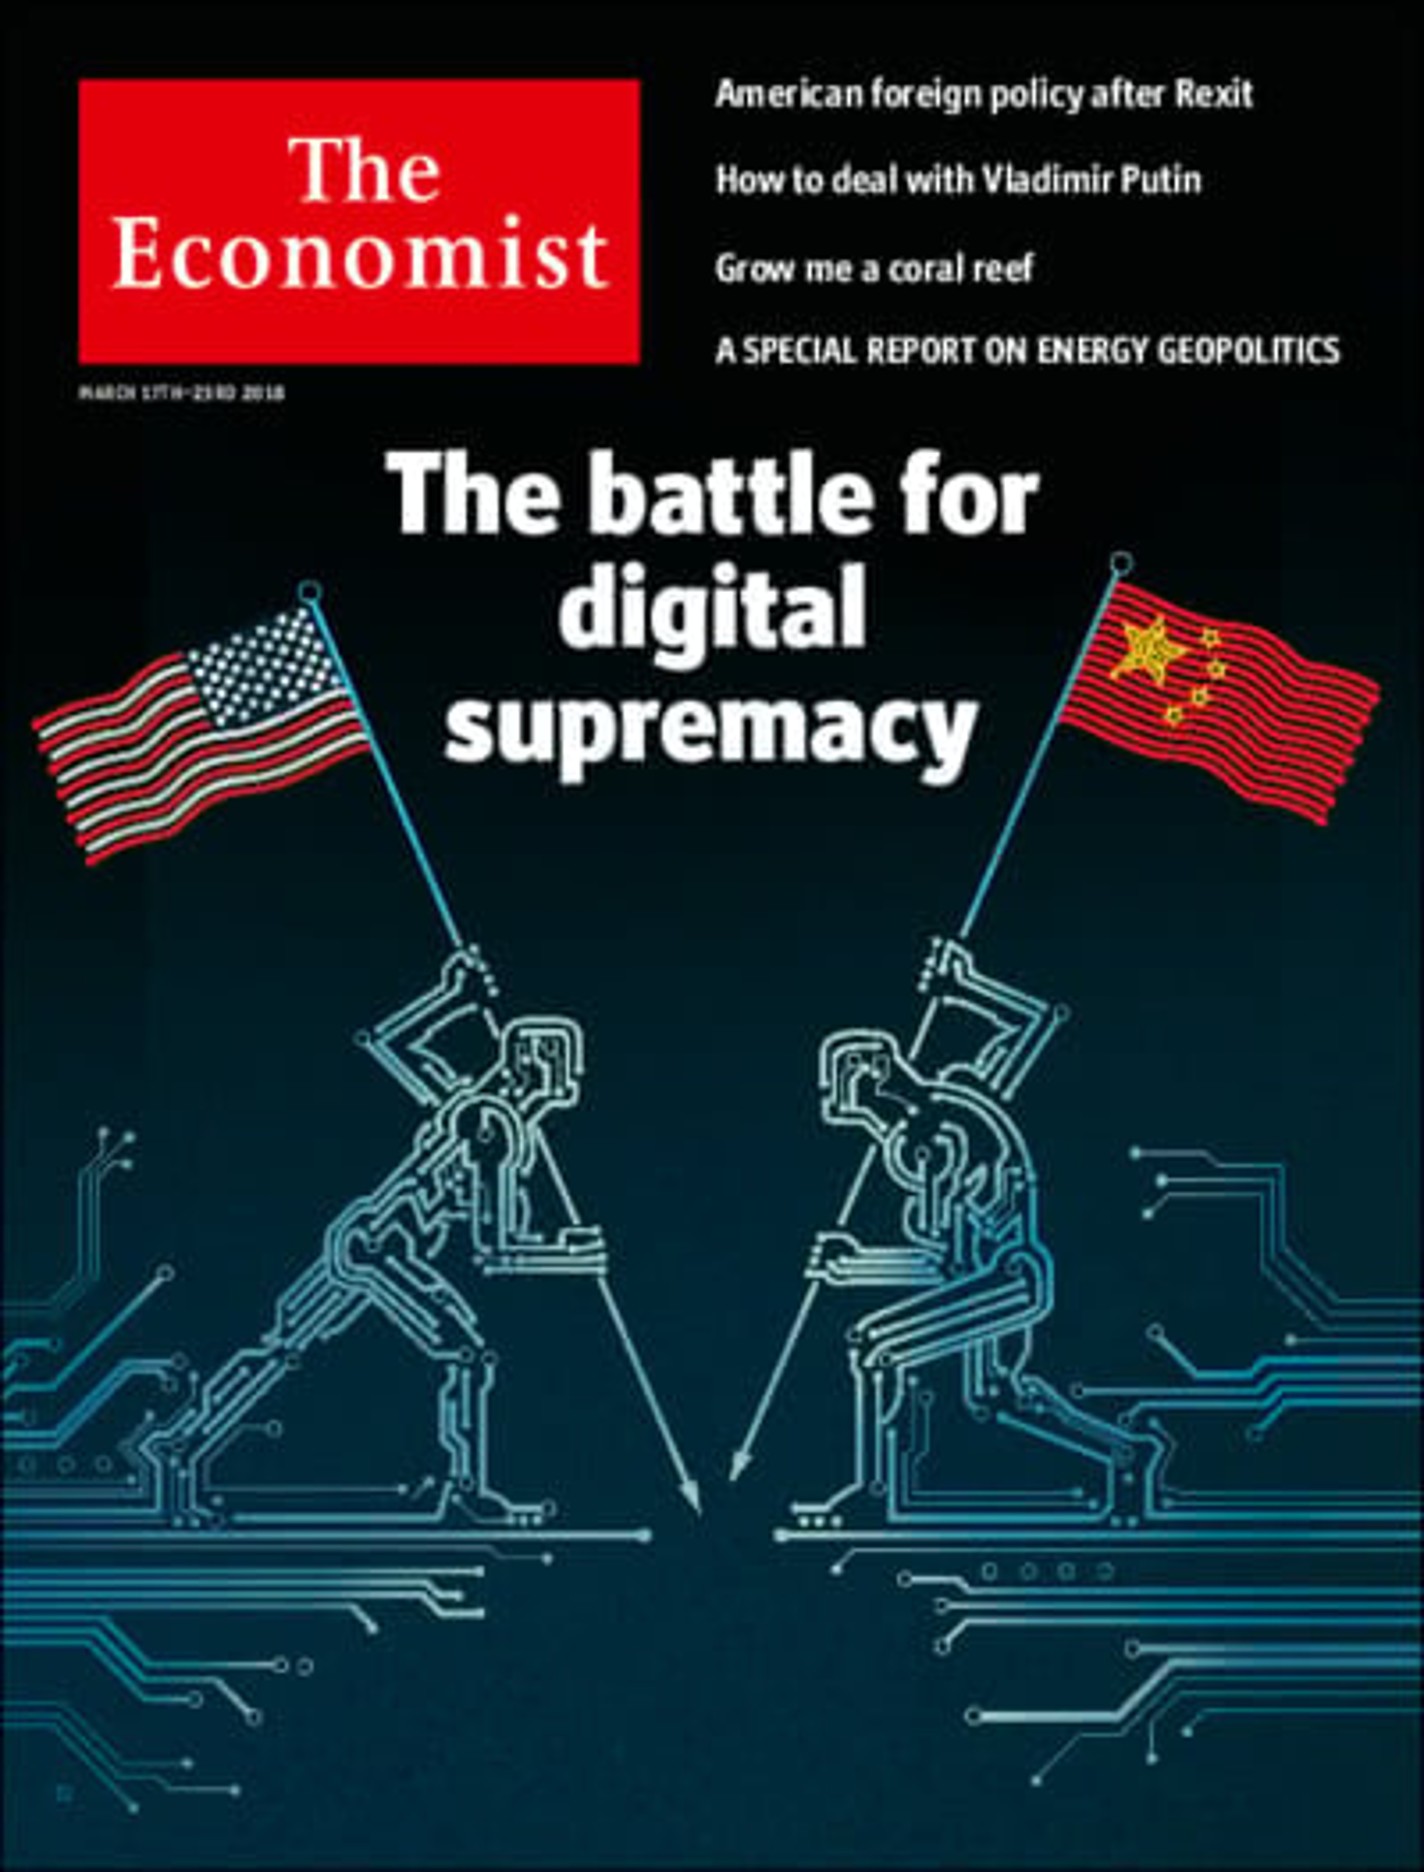 The
Economist
MARCH 17TH–23RD 2018
American foreign policy after Rexit
How to deal with Vladimir Putin
Grow me a coral reef
A SPECIAL REPORT ON ENERGY GEOPOLITICS
The battle for
digital
supremacy